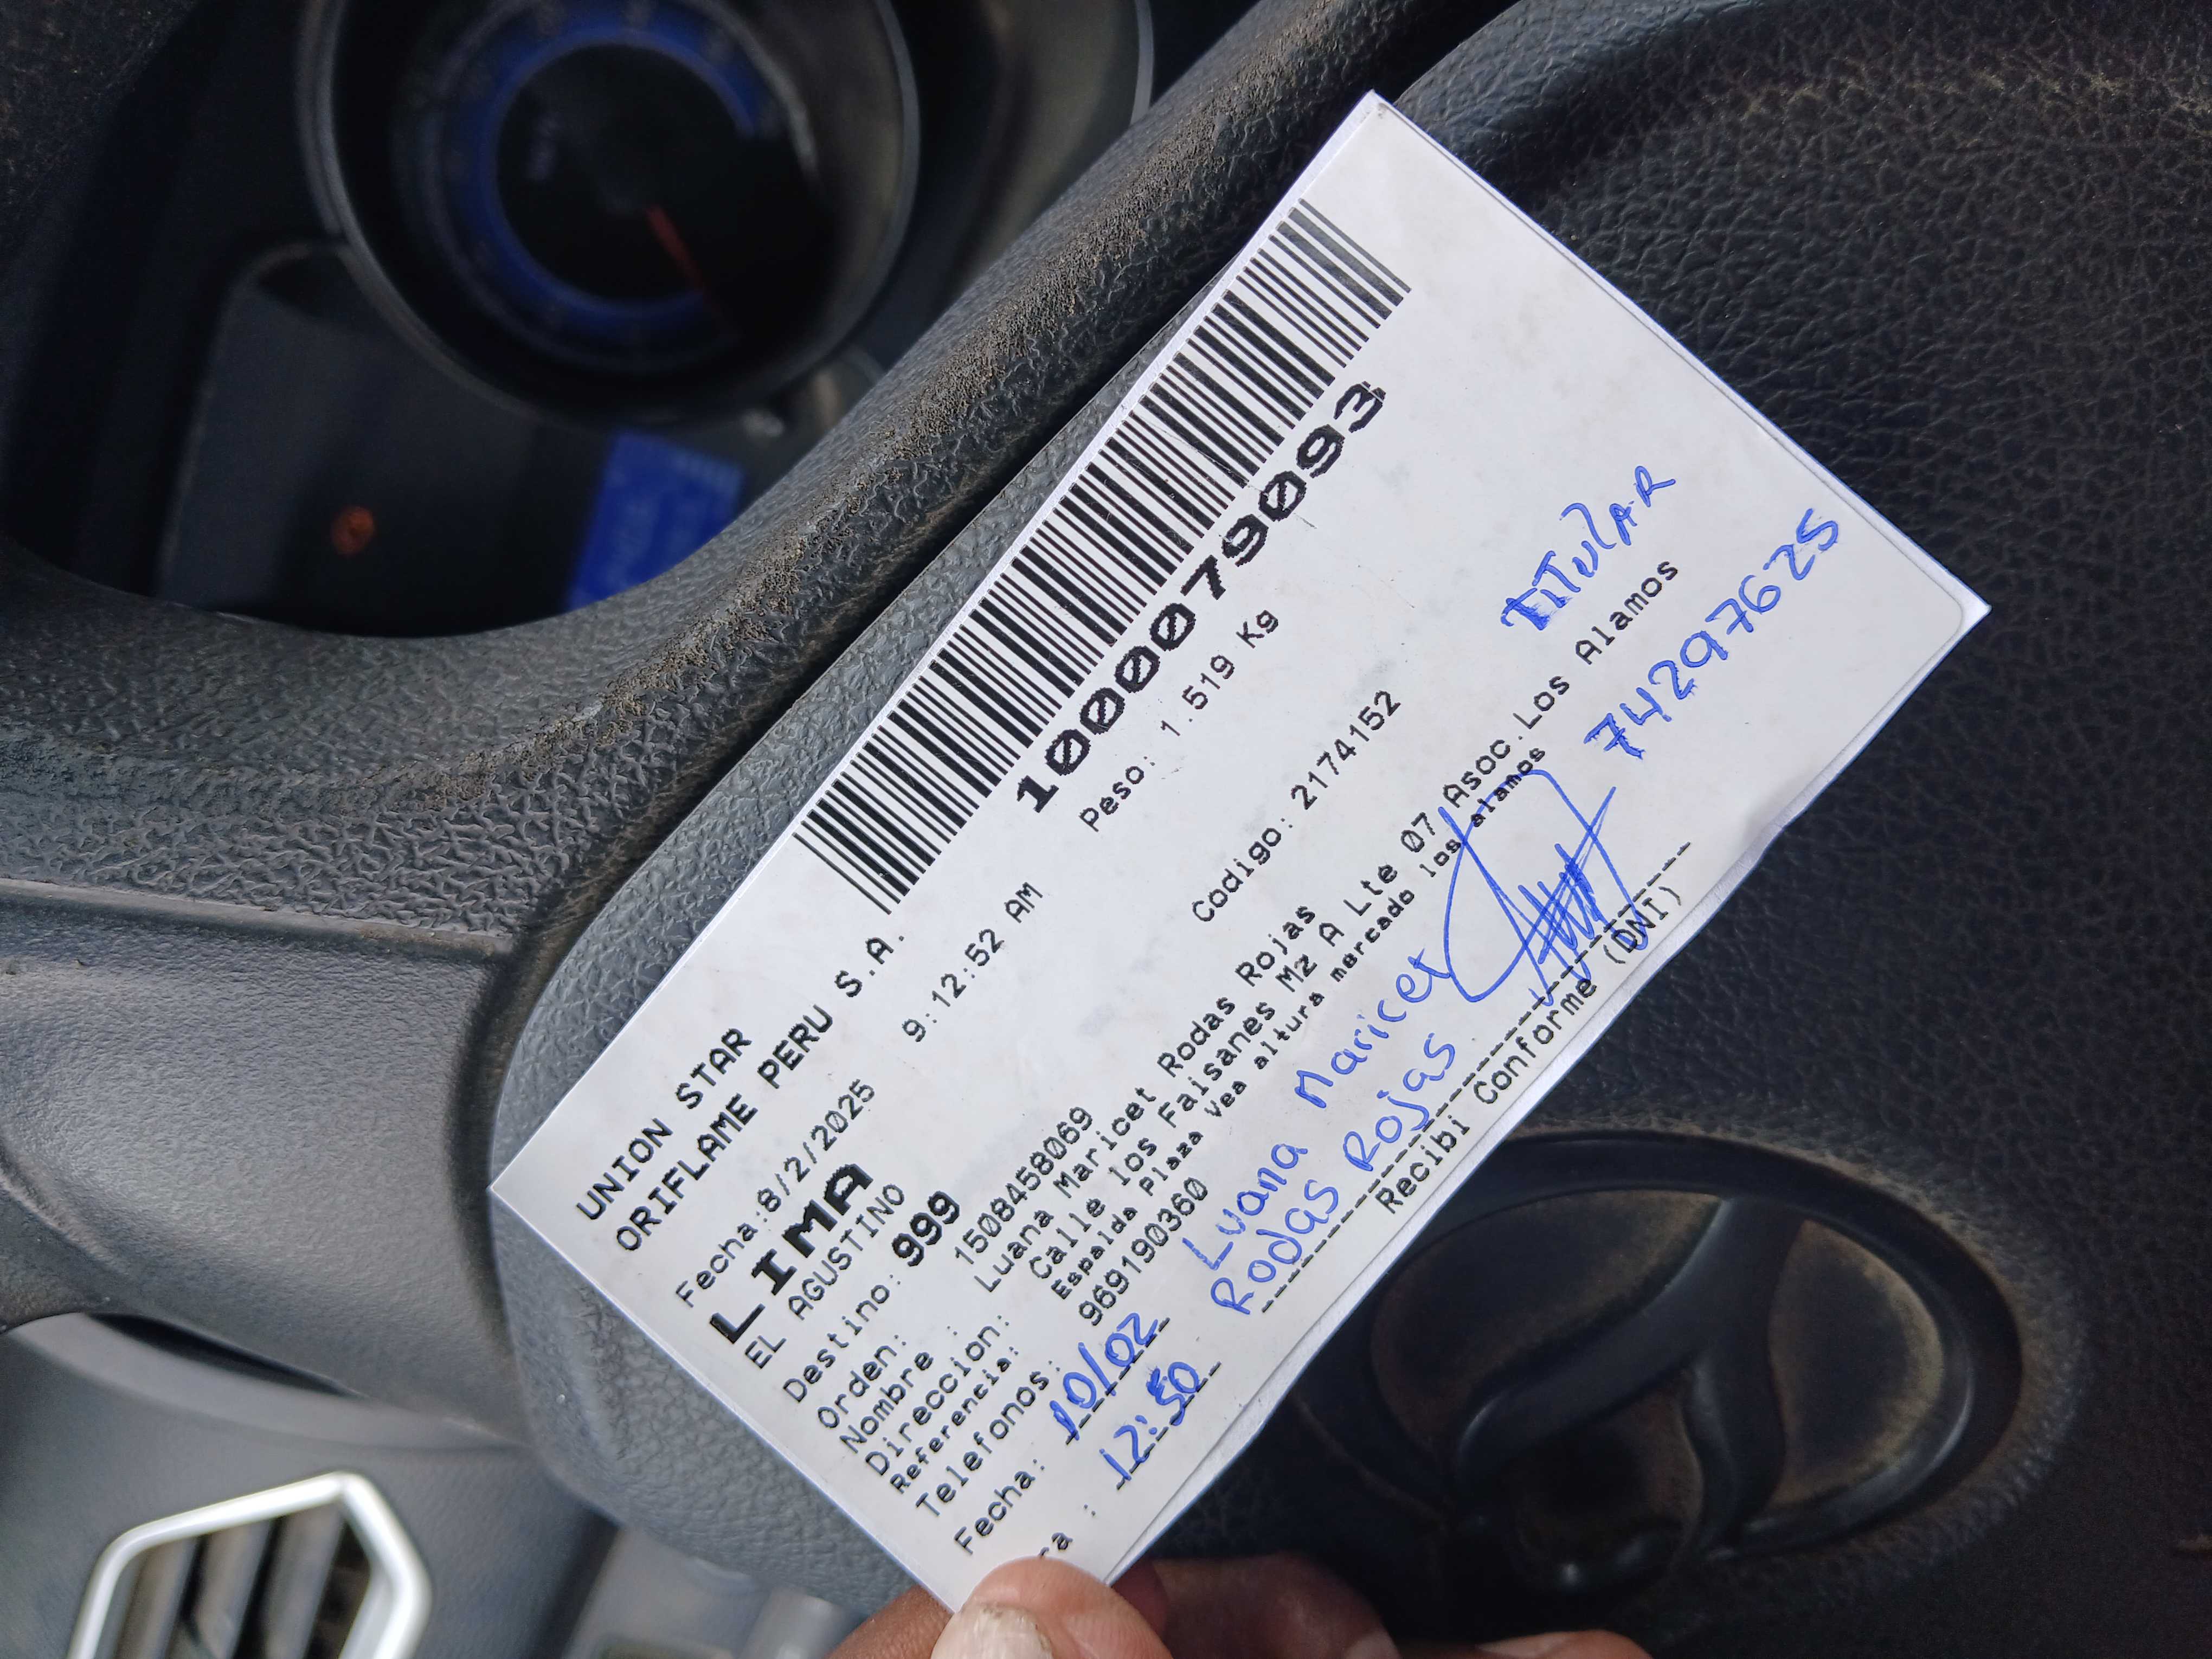 UNION STAR
ORIFLAME PERU S.A.
1000079093
Fecha:8/2/2025 9:12:52 AM
Peso: 1.519 Kg
LIMA
EL AGUSTINO
Destino: 999
Orden: 1508458069 Codigo: 2174152
Nombre : Luana Maricet Rodas Rojas
Direccion: Calle los Faisanes Mz A Lte 07 Asoc.Los Alamos
Referencia: Espalda Plaza Vea altura mercado los alamos
Telefonos: 969190360
TITULAR
74297625
Fecha: 10/02
ra : 12:50
Luana Maricet
Rodas Rojas
Recibi Conforme (DNI)